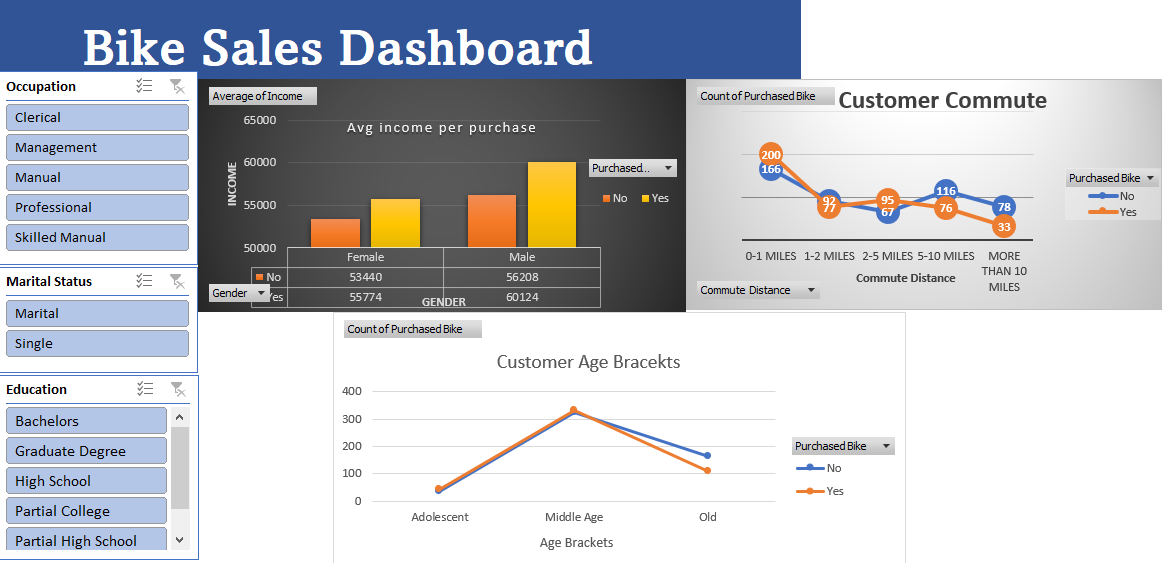 Bike Sales Dashboard
Occupation
Clerical
Management
Manual
Professional
Skilled Manual
Marital Status
Marital
Single
Education
Bachelors
Graduate Degree
High School
Partial College
Partial High School
Average of Income
Avg income per purchase
65000
60000
55000
50000
INCOME
Purchased...
No Yes
Female Male
No 53440 56208
Yes 55774 60124
Gender
GENDER
Count of Purchased Bike
Customer Commute
200
166
92
77
95
67
116
76
78
33
0-1 MILES 1-2 MILES 2-5 MILES 5-10 MILES MORE
THAN 10
MILES
Commute Distance
Commute Distance
Purchased Bike
No
Yes
Count of Purchased Bike
Customer Age Bracekts
400
300
200
100
0
Adolescent Middle Age Old
Age Brackets
Purchased Bike
No
Yes